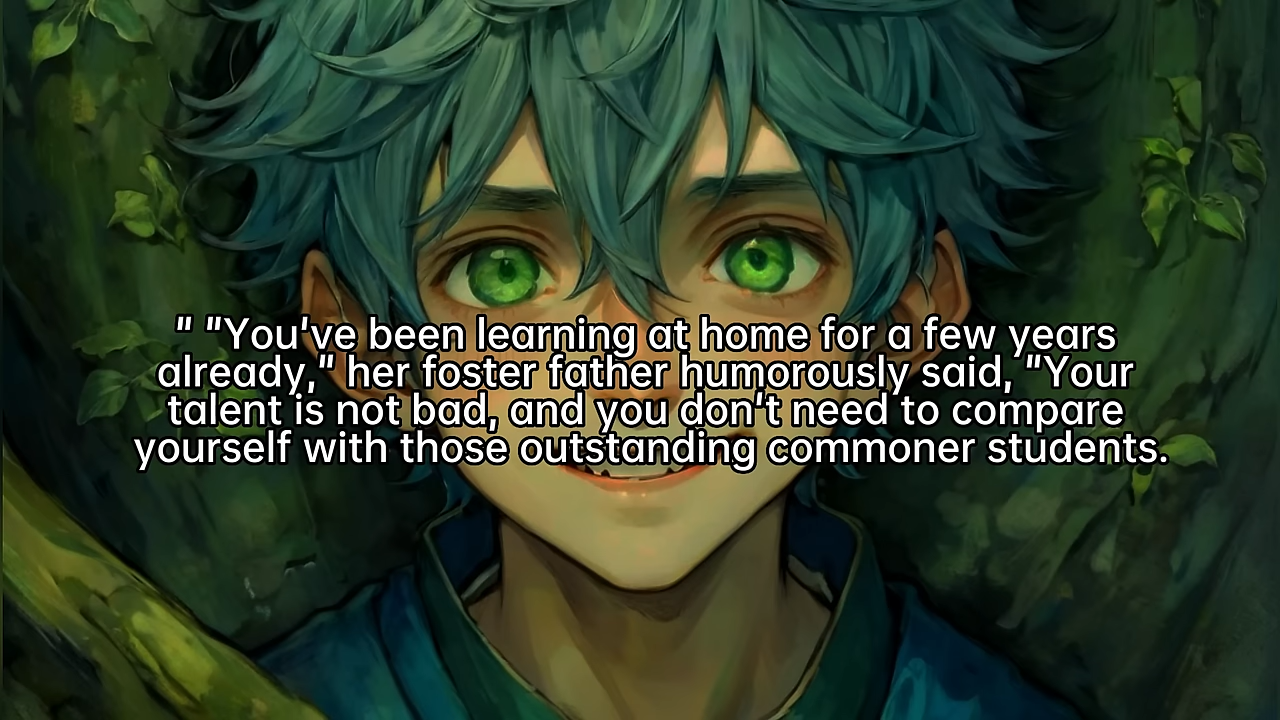 " "You've been learning at home for a few years
already," her foster father humorously said, "Your
talent is not bad, and you don't need to compare
yourself with those outstanding commoner students.